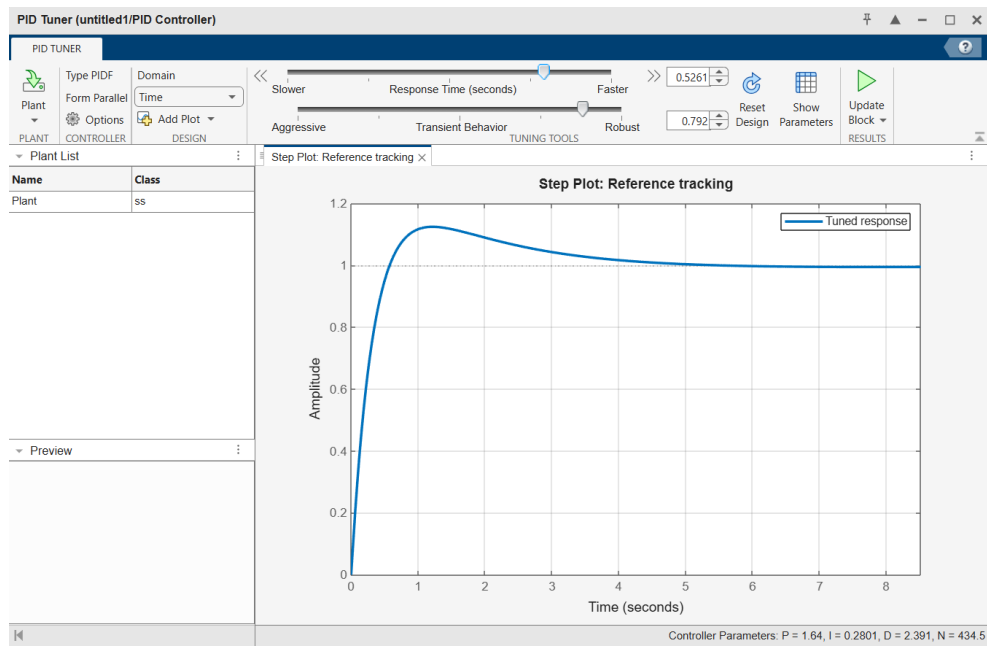 PID Tuner (untitled1/PID Controller)
PID TUNER
Plant
PLANT
Type PIDF
Form Parallel
Options
CONTROLLER
Domain
Time
Add Plot
DESIGN
Slower Response Time (seconds) Faster
0.5261
Aggressive Transient Behavior Robust
0.792
TUNING TOOLS
Reset
Design
Show
Parameters
Update
Block
RESULTS
Plant List
Name Class
Plant ss
Preview
Step Plot: Reference tracking
Step Plot: Reference tracking
Tuned response
1.2
1
0.8
0.6
0.4
0.2
0
Amplitude
0 1 2 3 4 5 6 7 8
Time (seconds)
Controller Parameters: P = 1.64, I = 0.2801, D = 2.391, N = 434.5